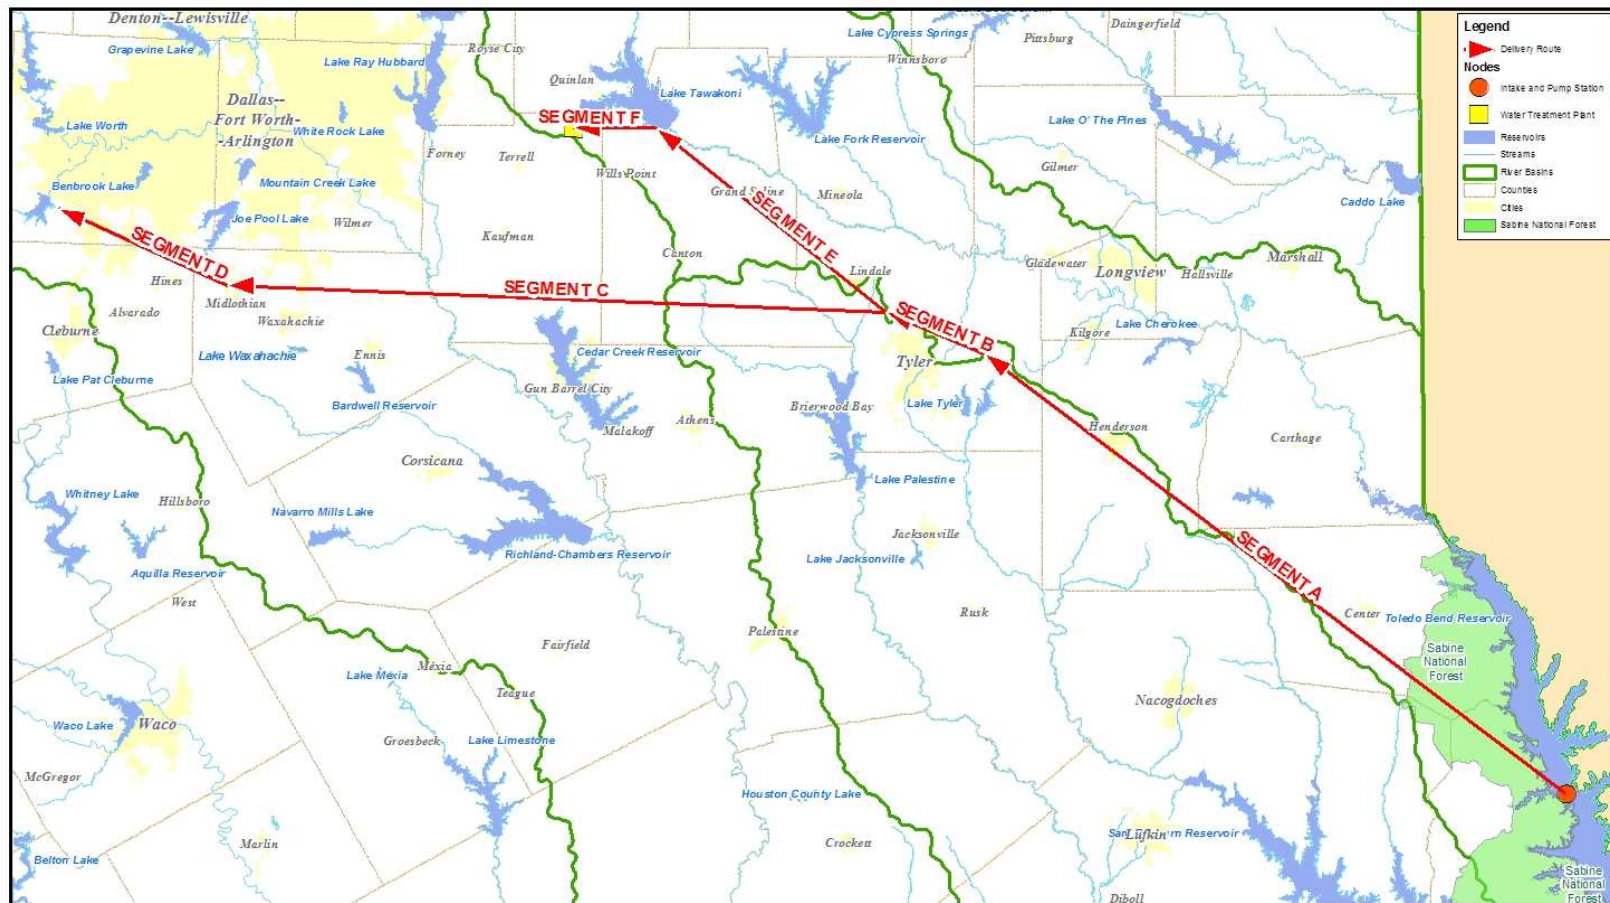 Denton--Lewisville
Grapevine Lake
Lake Ray Hubbard
Royse City
Quinlan
Lake Cypress Springs
Winnsboro
Pittsburg
Daingerfield
Legend
Delivery Route
Nodes
Intake and Pump Station
Water Treatment Plant
Reservoirs
Streams
River Basins
Counties
Cities
Sabine National Forest
Dallas--
Fort Worth-
-Arlington
Lake Worth
White Rock Lake
Lake Tawakoni
SEGMENT F
Lake Fork Reservoir
Lake O' The Pines
Forney
Terrell
Wills Point
Gilmer
Benbrook Lake
Mountain Creek Lake
Grand Saline
Mineola
Caddo Lake
Joe Pool Lake
Wilmer
Kaufman
SEGMENT E
SEGMENT D
Canton
Lindale
Gladewater
Longview
Hallsville
Marshall
Hines
Midlothian
SEGMENT C
SEGMENT B
Alvarado
Waxahachie
Cleburne
Kilgore
Lake Cherokee
Lake Waxahachie
Ennis
Cedar Creek Reservoir
Tyler
Lake Pat Cleburne
Bardwell Reservoir
Gun Barrel City
Brierwood Bay
Lake Tyler
Malakoff
Athens
Henderson
Carthage
Corsicana
Whitney Lake
Hillsboro
Navarro Mills Lake
Lake Palestine
Jacksonville
Richland-Chambers Reservoir
Lake Jacksonville
SEGMENT A
Aquilla Reservoir
West
Rusk
Center
Toledo Bend Reservoir
Palestine
Fairfield
Sabine
National
Forest
Mexia
Lake Mexia
Teague
Nacogdoches
Waco Lake
Waco
Groesbeck
Lake Limestone
McGregor
Houston County Lake
Marlin
Crockett
Lufkin
Reservoir
Belton Lake
Diboll
Sabine
National
Forest